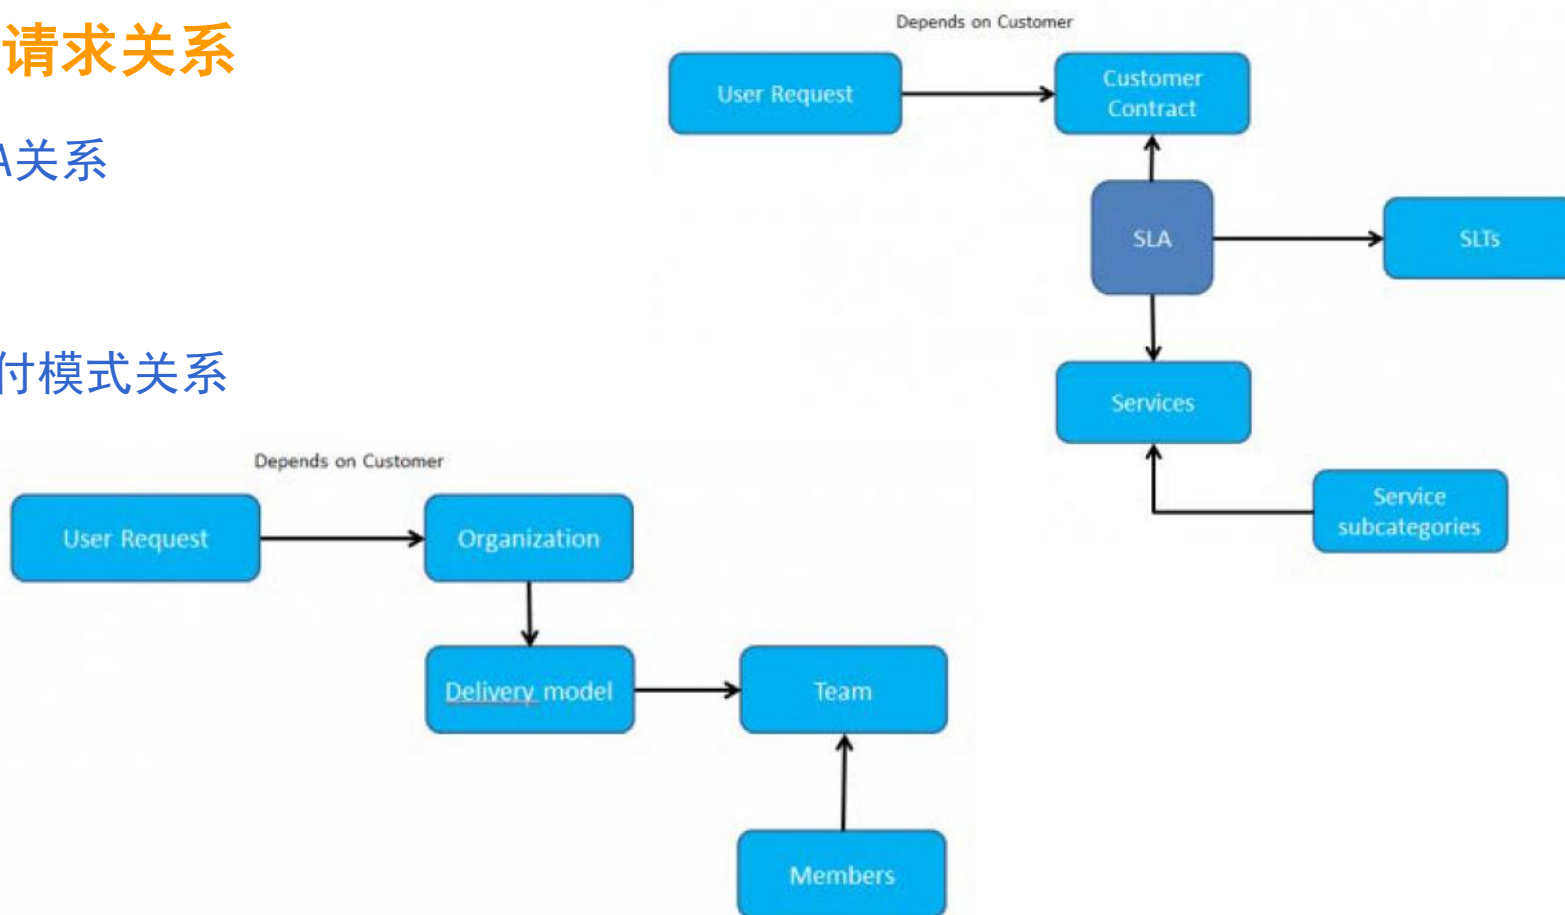 请求关系
A关系
付模式关系
Depends on Customer
User Request
Customer
Contract
SLA
SLTs
Services
Service
subcategories
Depends on Customer
User Request
Organization
Delivery model
Team
Members